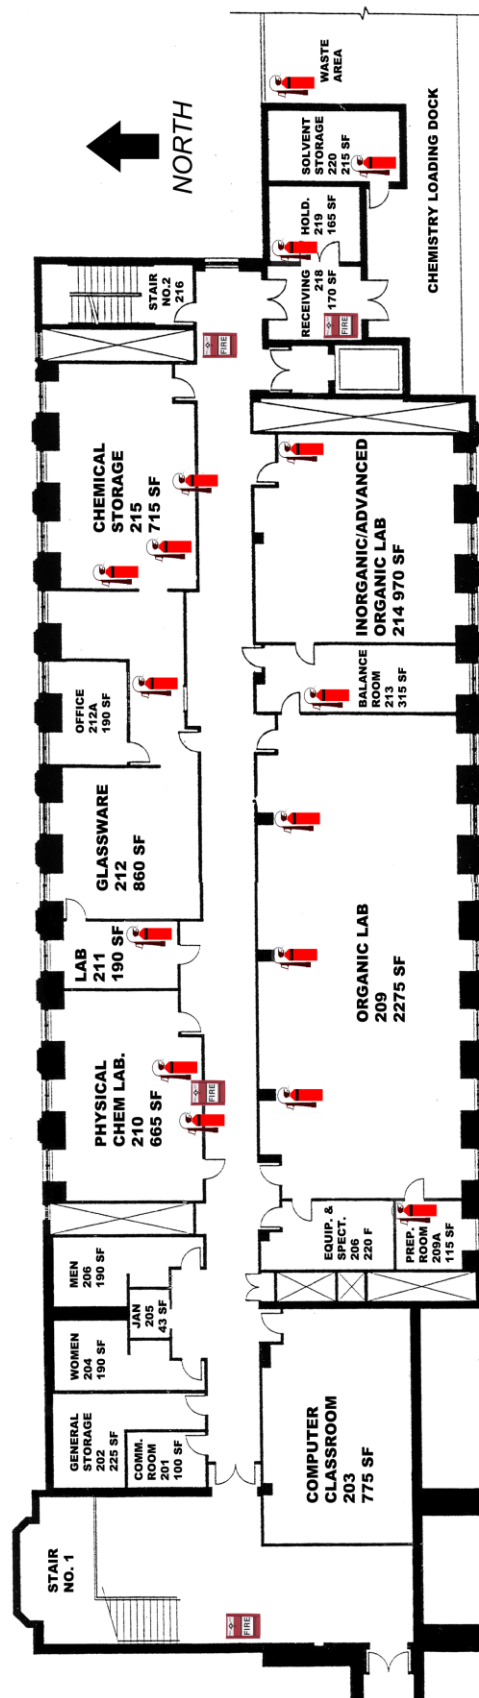 WASTE
AREA
SOLVENT
STORAGE
220
215 SF
CHEMISTRY LOADING DOCK
NORTH
HOLD.
219
165 SF
STAIR
NO.2
216
RECEIVING
218
170 SF
FIRE
FIRE
CHEMICAL
STORAGE
215
715 SF
INORGANIC/ADVANCED
ORGANIC LAB
214 970 SF
OFFICE
212A
190 SF
BALANCE
ROOM
213
315 SF
GLASSWARE
212
860 SF
LAB
211
190 SF
ORGANIC LAB
209
2275 SF
PHYSICAL
CHEM LAB.
210
665 SF
FIRE
EQUIP. &
SPECT.
206
220 F
PREP.
ROOM
209A
115 SF
MEN
206
190 SF
JAN
205
43 SF
WOMEN
204
190 SF
GENERAL
STORAGE
202
225 SF
COMM.
ROOM
201
100 SF
COMPUTER
CLASSROOM
203
775 SF
STAIR
NO. 1
FIRE